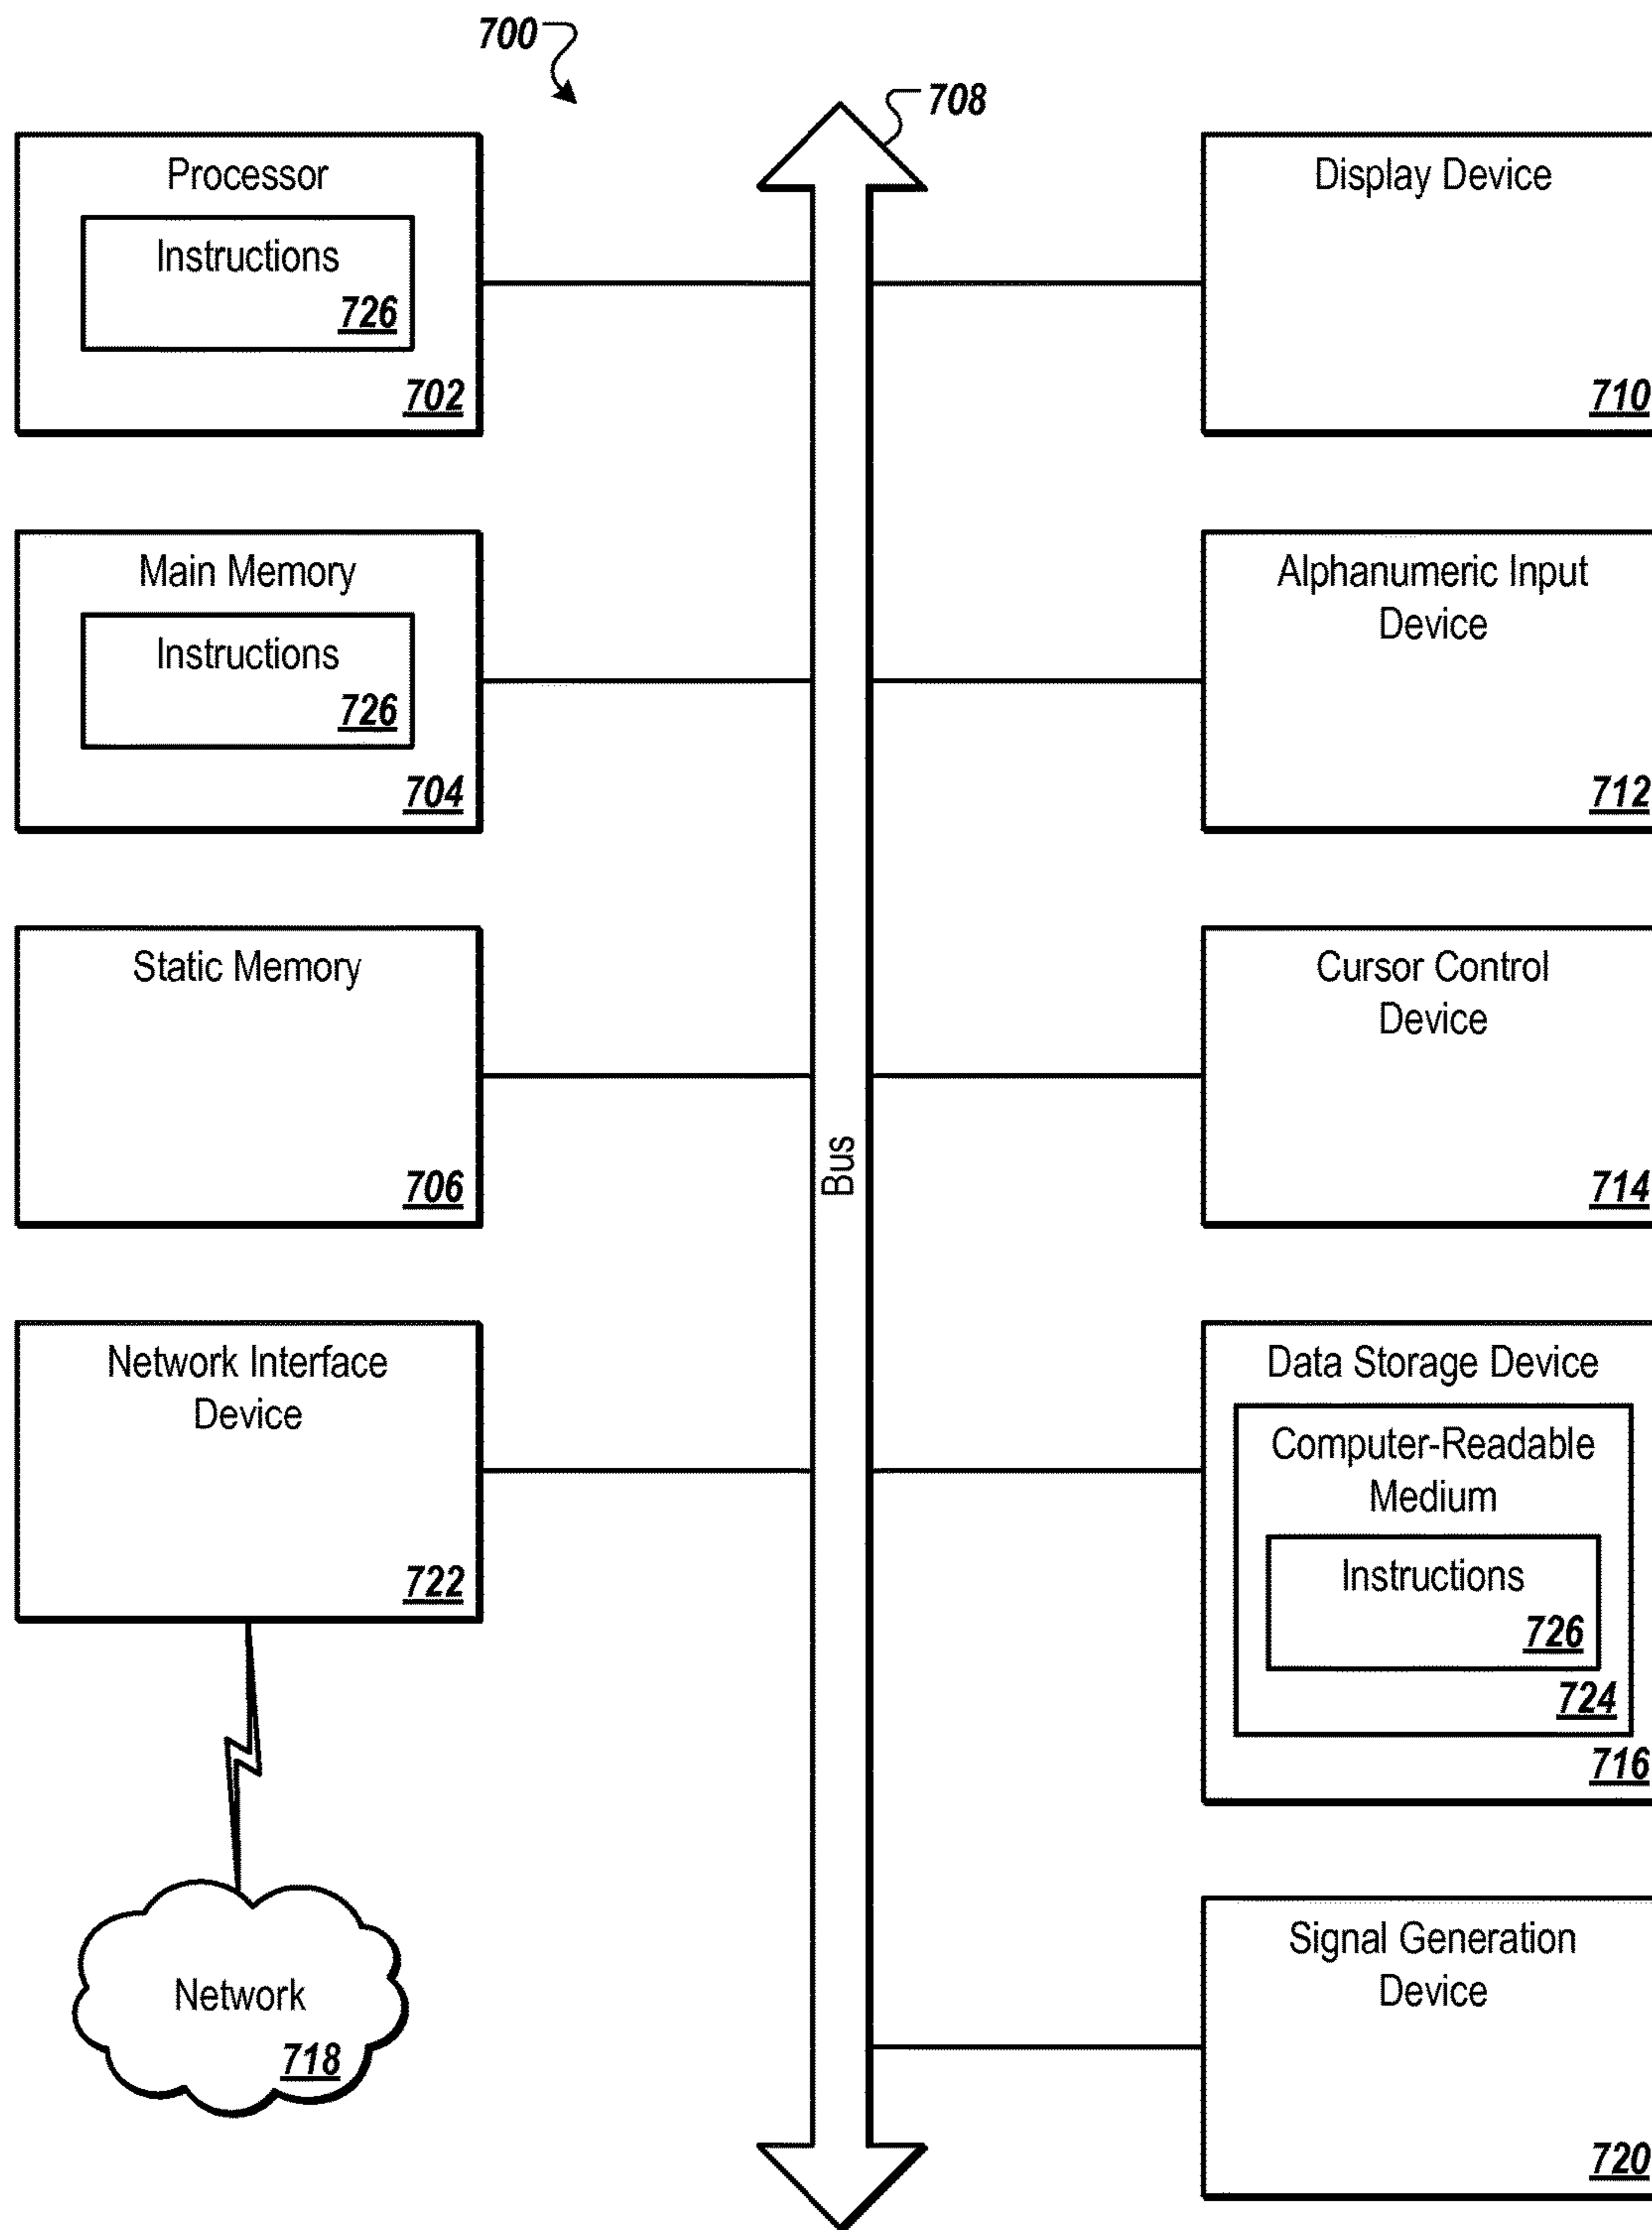 700
708
Processor
Instructions
726
702
Main Memory
Instructions
726
704
Static Memory
706
Network Interface
Device
722
Network
718
Bus
Display Device
710
Alphanumeric Input
Device
712
Cursor Control
Device
714
Data Storage Device
Computer-Readable
Medium
Instructions
726
724
716
Signal Generation
Device
720